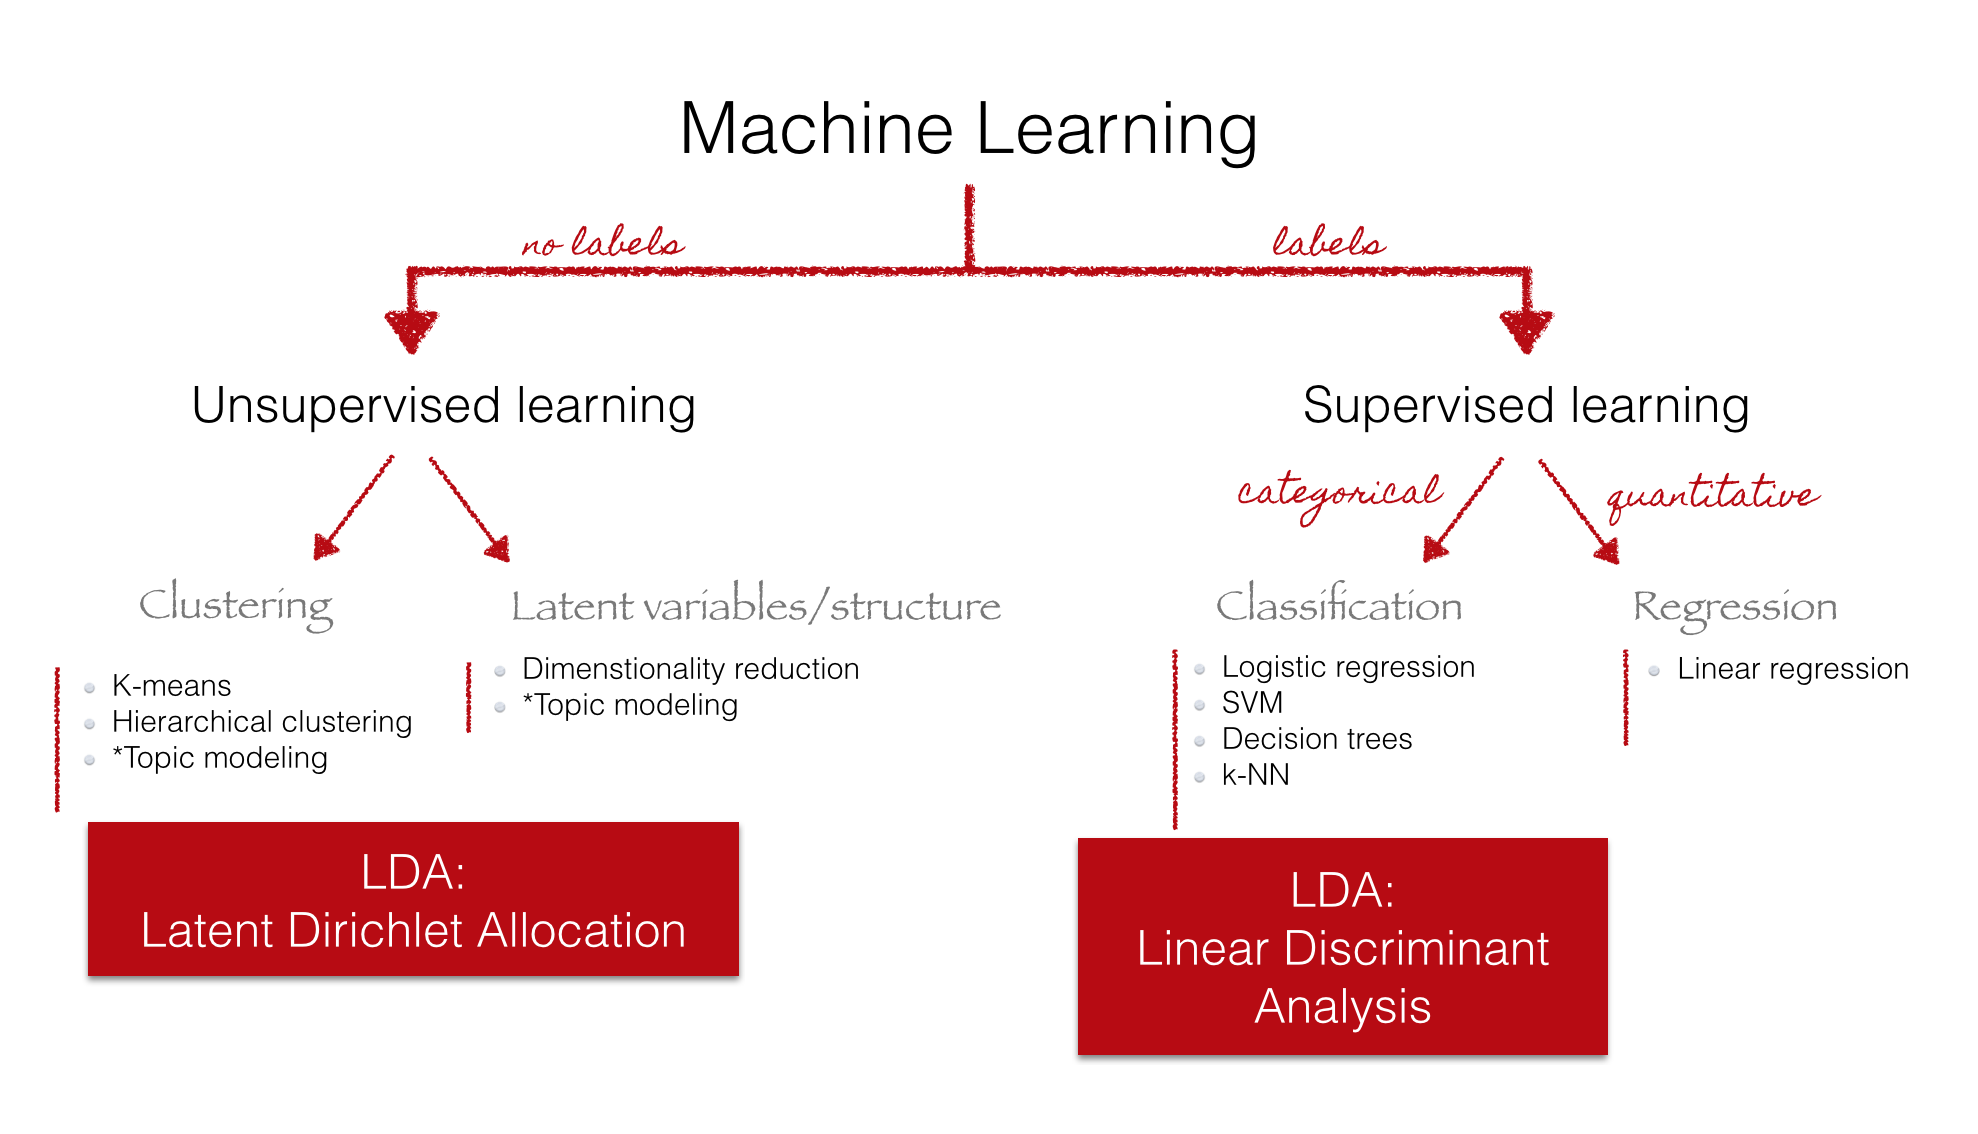 Machine Learning
no labels
labels
Unsupervised learning
Supervised learning
categorical
quantitative
Clustering
Latent variables/structure
Classification
Regression
K-means
Hierarchical clustering
*Topic modeling
Dimenstionality reduction
*Topic modeling
Logistic regression
SVM
Decision trees
k-NN
Linear regression
LDA:
Latent Dirichlet Allocation
LDA:
Linear Discriminant
Analysis